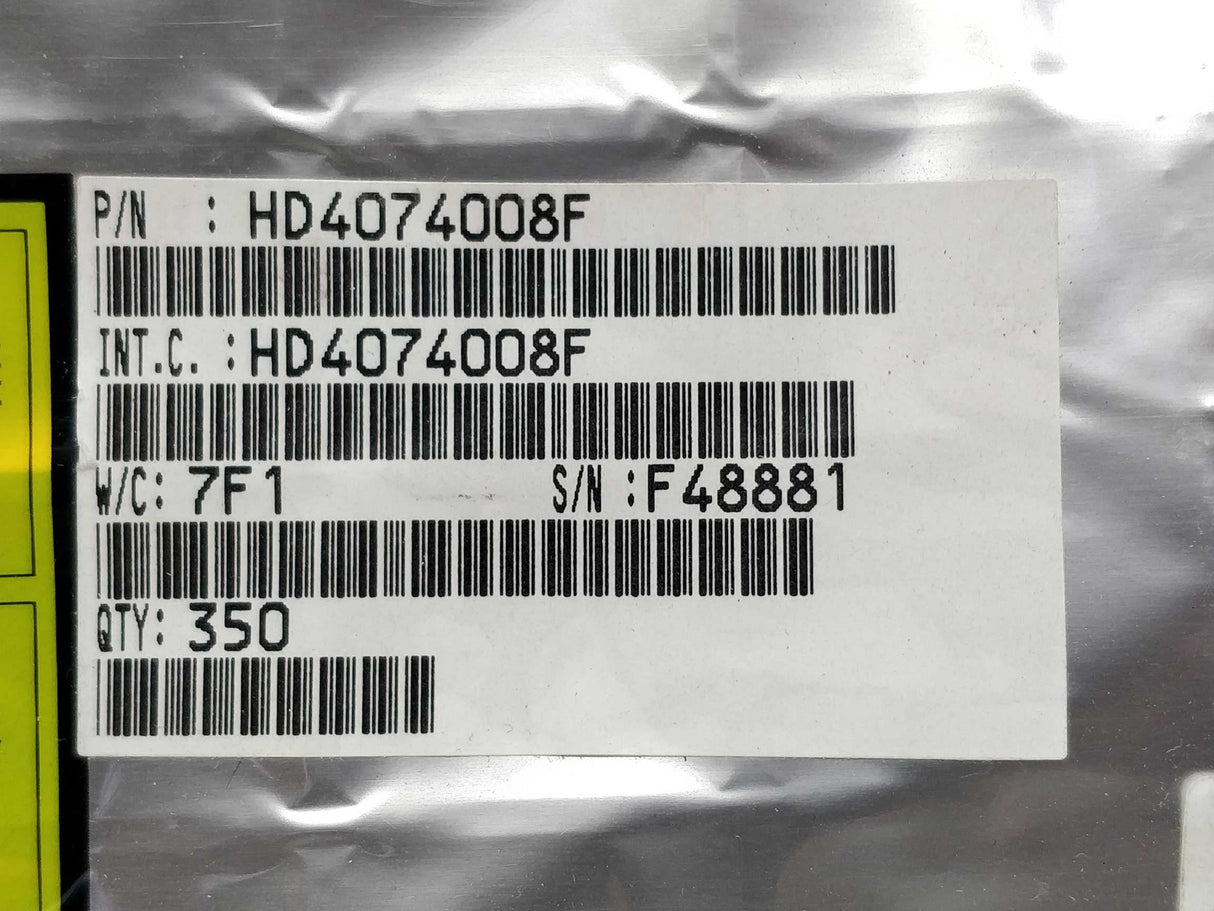 P/N : HD4074008F
INT.C. :HD4074008F
W/C: 7F1 S/N :F48881
QTY: 350